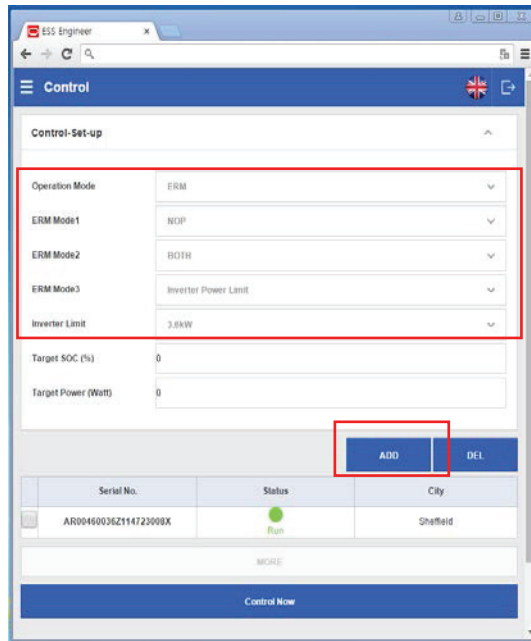 ESS Engineer
Control
Control-Set-up
Operation Mode ERM
ERM Mode1 NOP
ERM Mode2 BOTH
ERM Mode3 Inverter Power Limit
Inverter Limit 3.6kW
Target SOC (%) 0
Target Power (Watt) 0
ADD DEL
Serial No. Status City
AR00460036Z114723008X Run Sheffield
MORE
Control Now